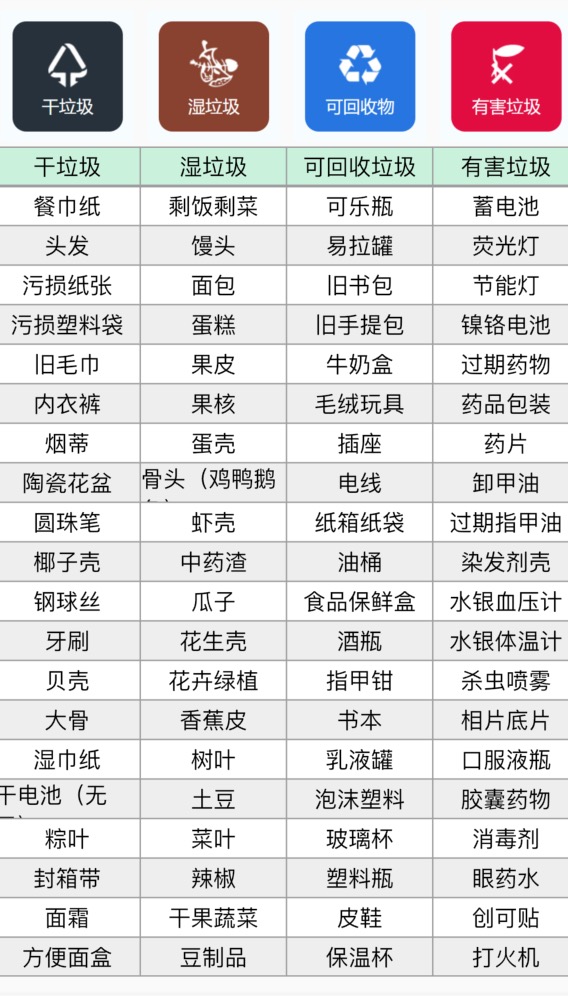 干垃圾 湿垃圾 可回收物 有害垃圾
干垃圾 湿垃圾 可回收垃圾 有害垃圾
餐巾纸 剩饭剩菜 可乐瓶 蓄电池
头发 馒头 易拉罐 荧光灯
污损纸张 面包 旧书包 节能灯
污损塑料袋 蛋糕 旧手提包 镍铬电池
旧毛巾 果皮 牛奶盒 过期药物
内衣裤 果核 毛绒玩具 药品包装
烟蒂 蛋壳 插座 药片
陶瓷花盆 骨头（鸡鸭鹅 电线 卸甲油
圆珠笔 虾壳 纸箱纸袋 过期指甲油
椰子壳 中药渣 油桶 染发剂壳
钢球丝 瓜子 食品保鲜盒 水银血压计
牙刷 花生壳 酒瓶 水银体温计
贝壳 花卉绿植 指甲钳 杀虫喷雾
大骨 香蕉皮 书本 相片底片
湿巾纸 树叶 乳液罐 口服液瓶
干电池（无 土豆 泡沫塑料 胶囊药物
粽叶 菜叶 玻璃杯 消毒剂
封箱带 辣椒 塑料瓶 眼药水
面霜 干果蔬菜 皮鞋 创可贴
方便面盒 豆制品 保温杯 打火机